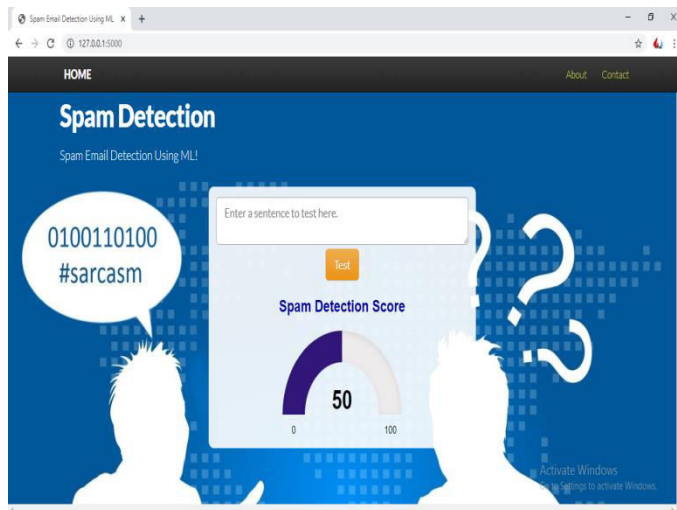 Spam Email Detection Using ML
127.0.0.1:5000
HOME
About
Contact
Spam Detection
Spam Email Detection Using ML!
Enter a sentence to test here.
0100110100
#sarcasm
Test
Spam Detection Score
50
0
100
Activate Windows
Go to Settings to activate Windows.